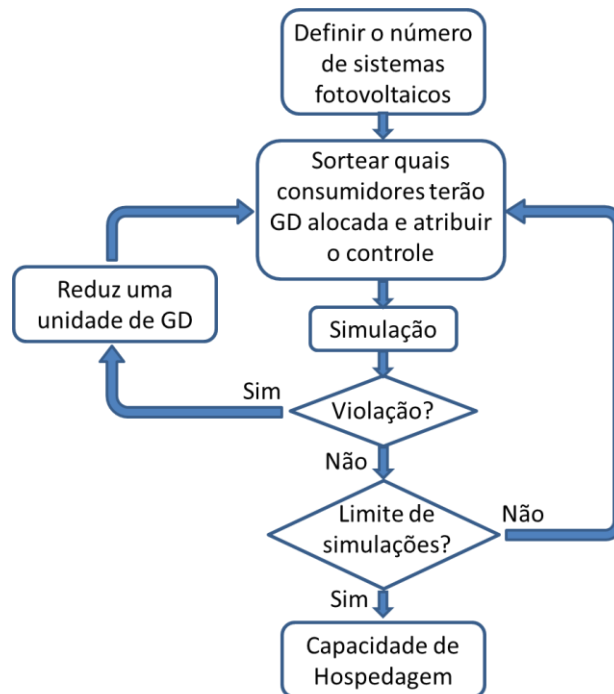 Definir o número
de sistemas
fotovoltaicos
Sortear quais
consumidores terão
GD alocada e atribuir
o controle
Reduz uma
unidade de GD
Simulação
Sim
Violação?
Não
Limite de
simulações?
Não
Sim
Capacidade de
Hospedagem